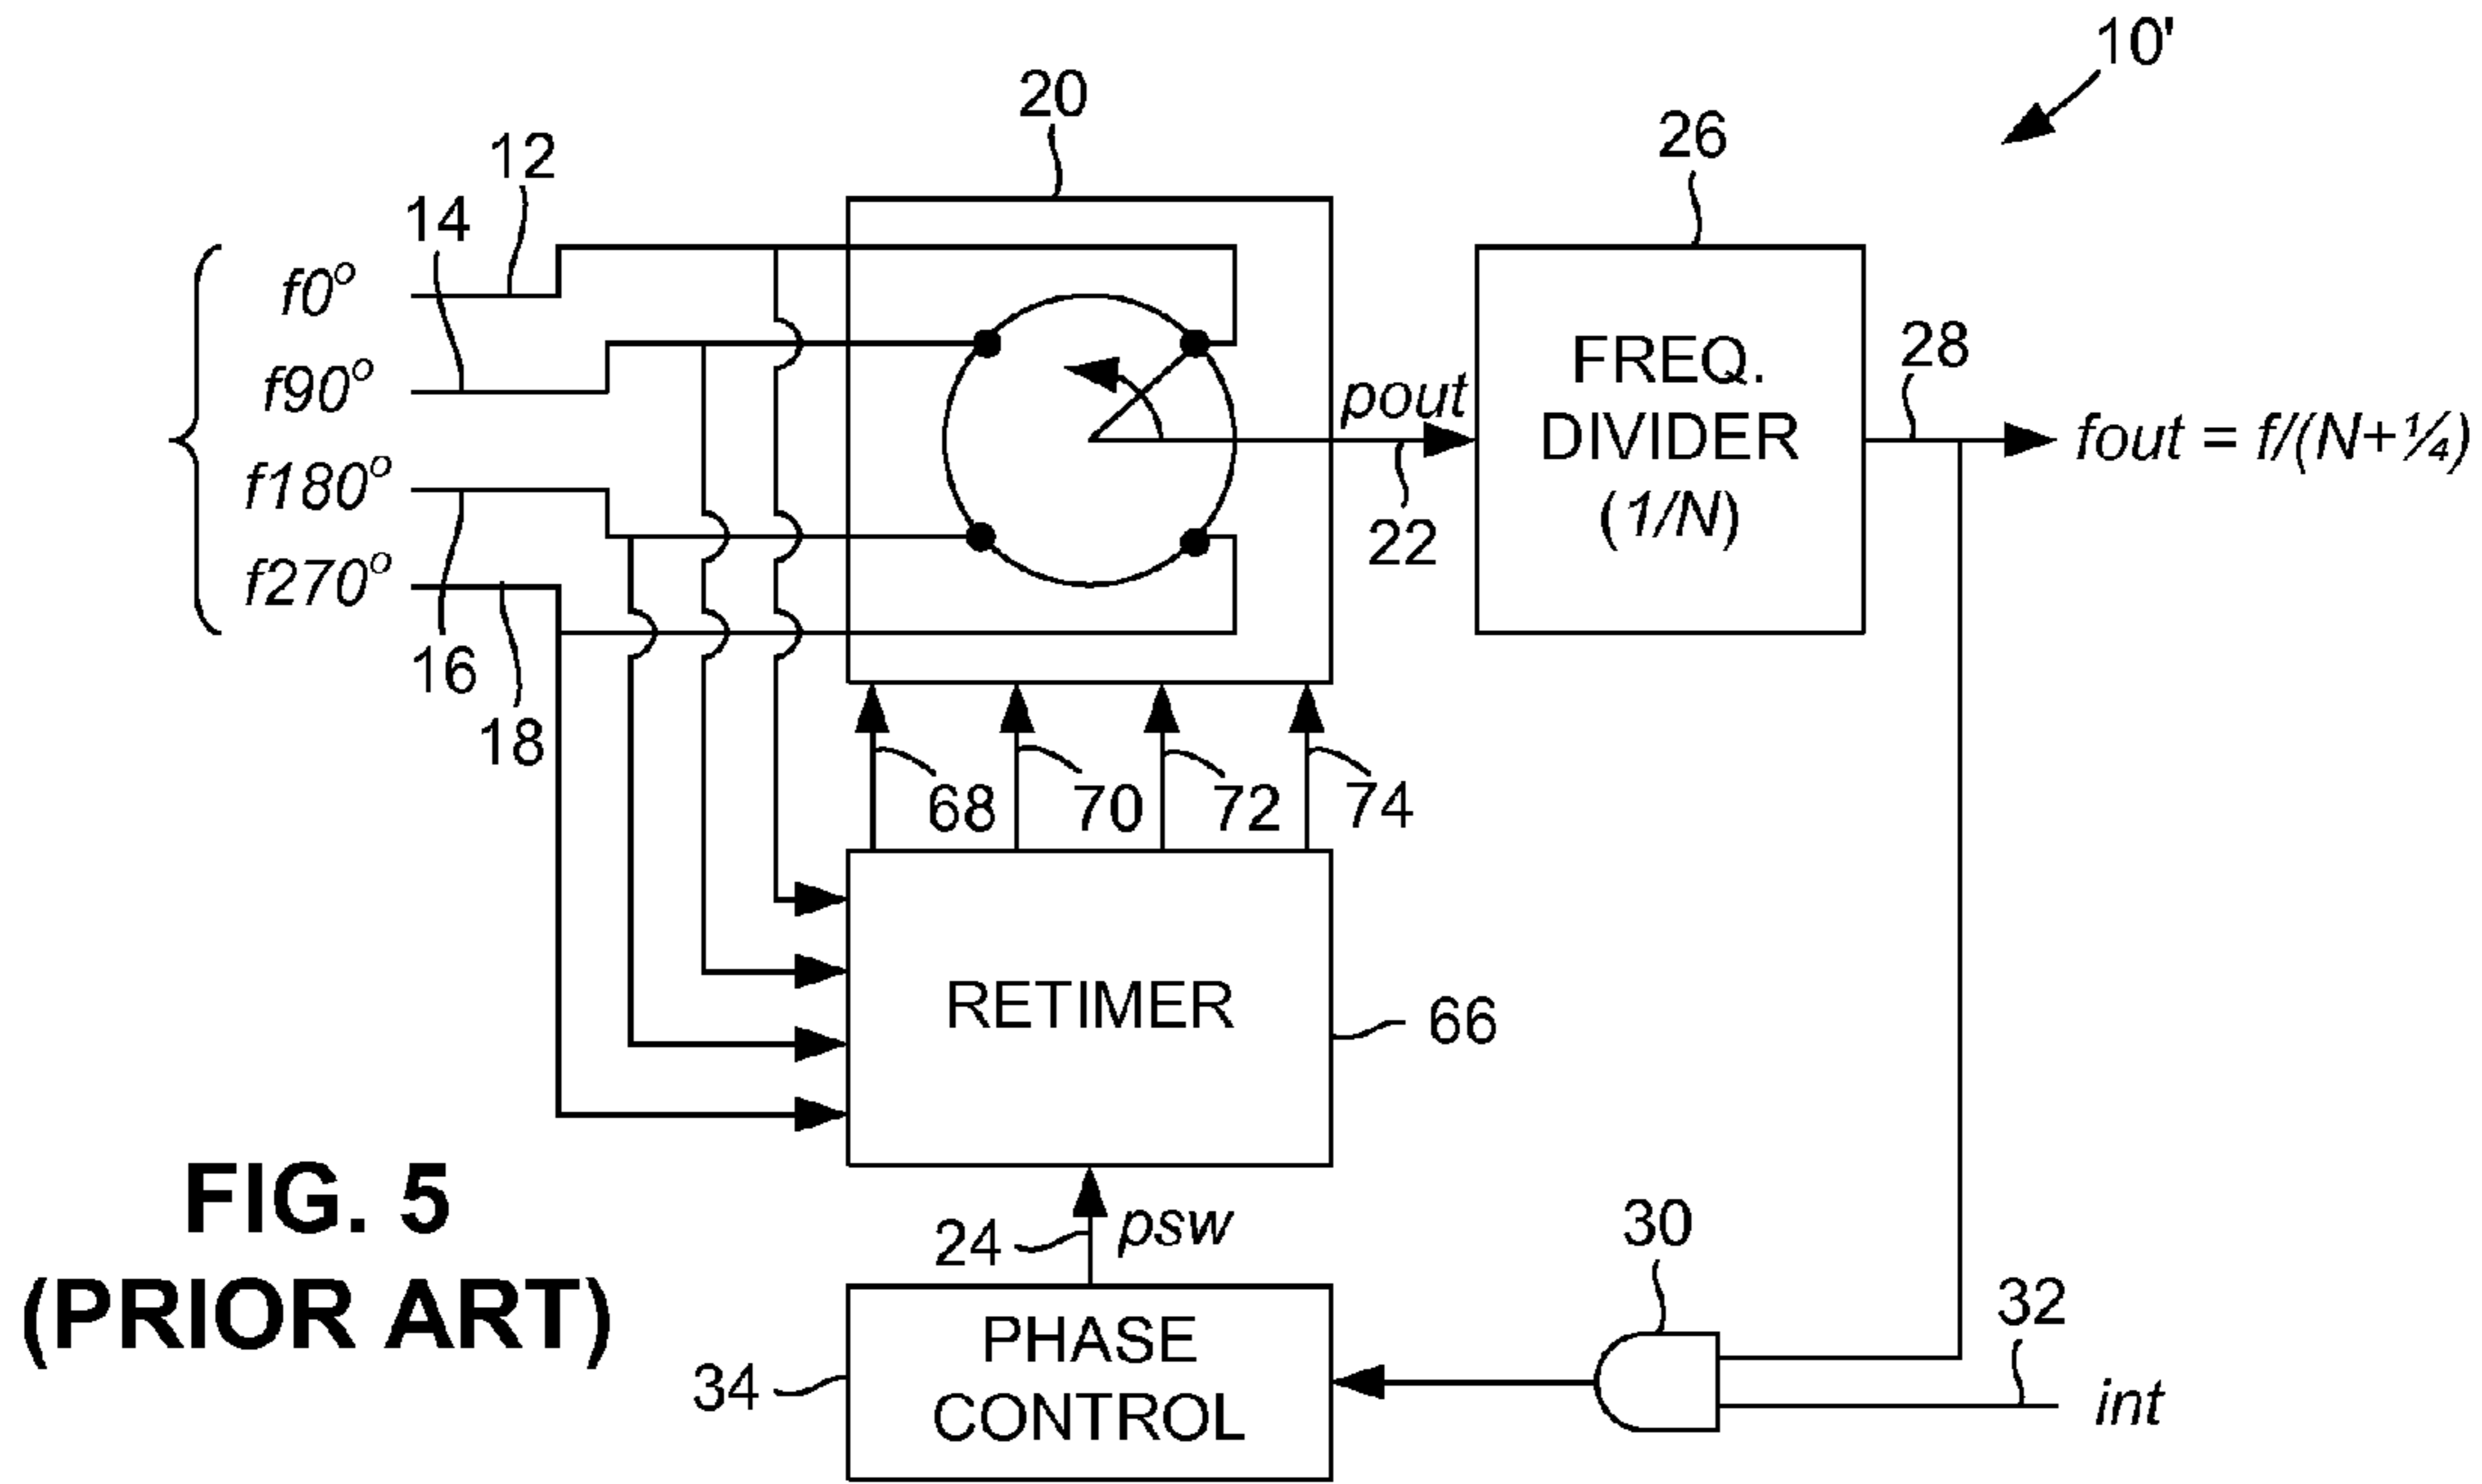 10'
20
26
12
14
f0°
f90°
f180°
f270°
16
18
pout
22
FREQ.
DIVIDER
(1/N)
28
fout = f/(N+¼)
68
70
72
74
RETIMER
66
24
psw
30
32
int
PHASE
CONTROL
34
FIG. 5
(PRIOR ART)